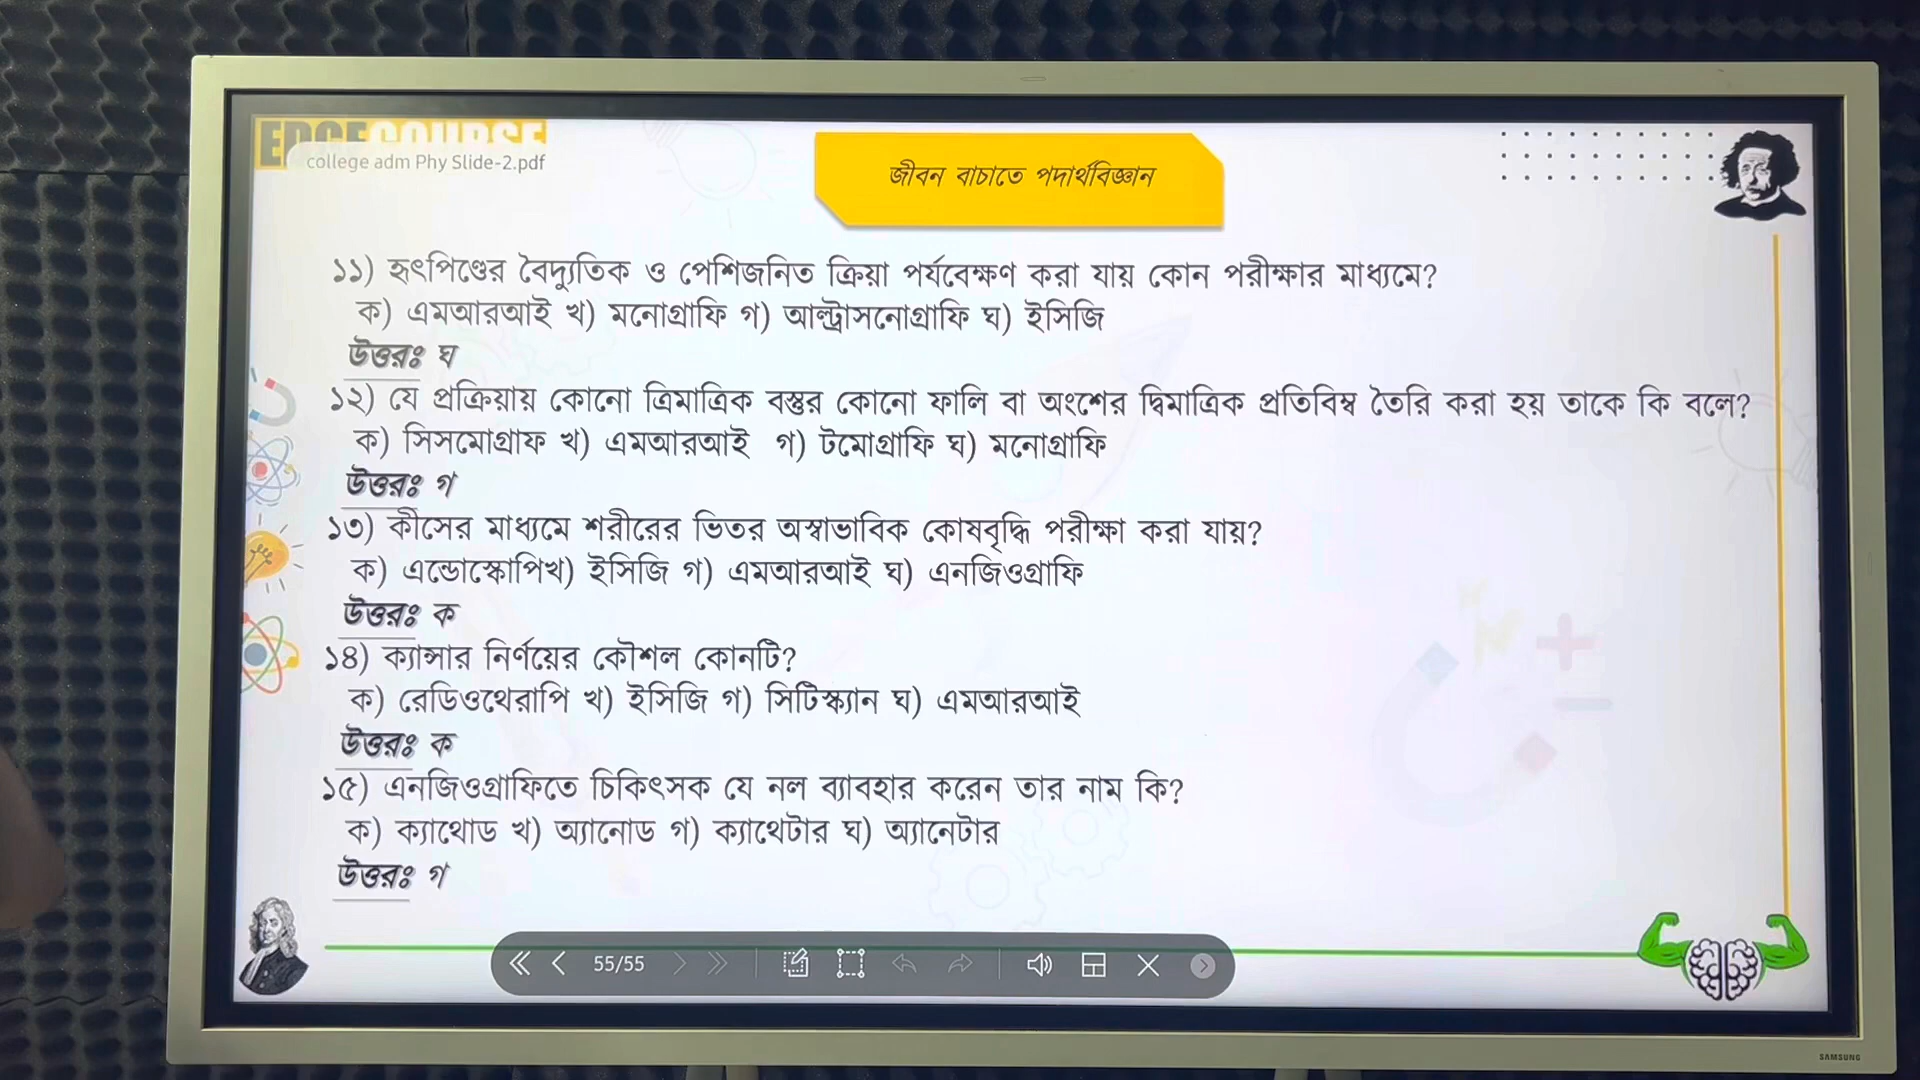 EDGECOURSE
college adm Phy Slide-2.pdf
জীবন বাচাতে পদার্থবিজ্ঞান
১১) হৃৎপিণ্ডের বৈদ্যুতিক ও পেশিজনিত ক্রিয়া পর্যবেক্ষণ করা যায় কোন পরীক্ষার মাধ্যমে?
ক) এমআরআই খ) মনোগ্রাফি গ) আল্ট্রাসনোগ্রাফি ঘ) ইসিজি
উত্তরঃ ঘ
১২) যে প্রক্রিয়ায় কোনো ত্রিমাত্রিক বস্তুর কোনো ফালি বা অংশের দ্বিমাত্রিক প্রতিবিম্ব তৈরি করা হয় তাকে কি বলে?
ক) সিসমোগ্রাফ খ) এমআরআই গ) টমোগ্রাফি ঘ) মনোগ্রাফি
উত্তরঃ গ
১৩) কীসের মাধ্যমে শরীরের ভিতর অস্বাভাবিক কোষবৃদ্ধি পরীক্ষা করা যায়?
ক) এন্ডোস্কোপিখ) ইসিজি গ) এমআরআই ঘ) এনজিওগ্রাফি
উত্তরঃ ক
১৪) ক্যান্সার নির্ণয়ের কৌশল কোনটি?
ক) রেডিওথেরাপি খ) ইসিজি গ) সিটিস্ক্যান ঘ) এমআরআই
উত্তরঃ ক
১৫) এনজিওগ্রাফিতে চিকিৎসক যে নল ব্যাবহার করেন তার নাম কি?
ক) ক্যাথোড খ) অ্যানোড গ) ক্যাথেটার ঘ) অ্যানেটার
উত্তরঃ গ
55/55
SAMSUNG